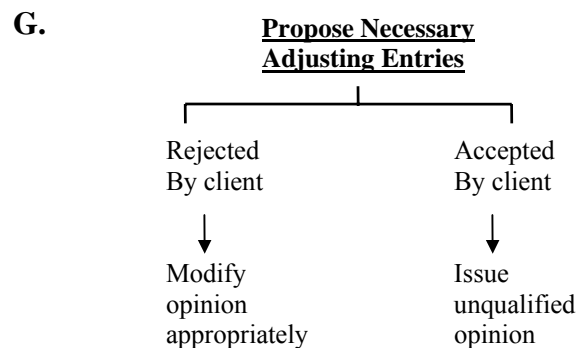 G.
Propose Necessary
Adjusting Entries
Rejected
By client
Accepted
By client
Modify
opinion
appropriately
Issue
unqualified
opinion